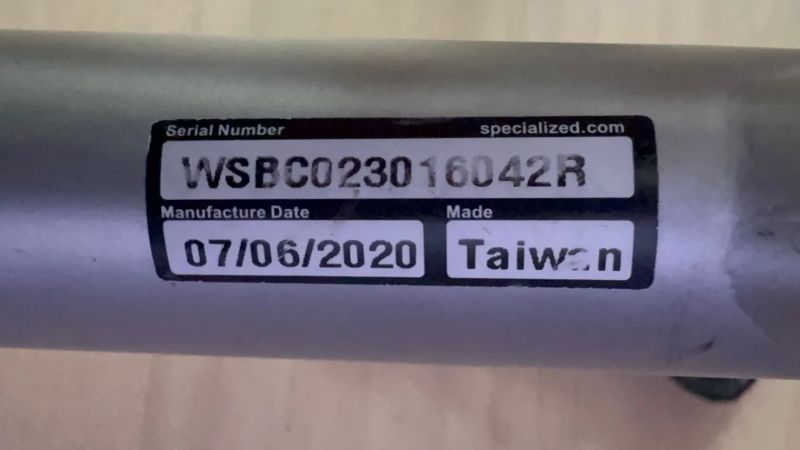 Serial Number specialized.com
WSBC023016042R
Manufacture Date Made
07/06/2020 Taiwan